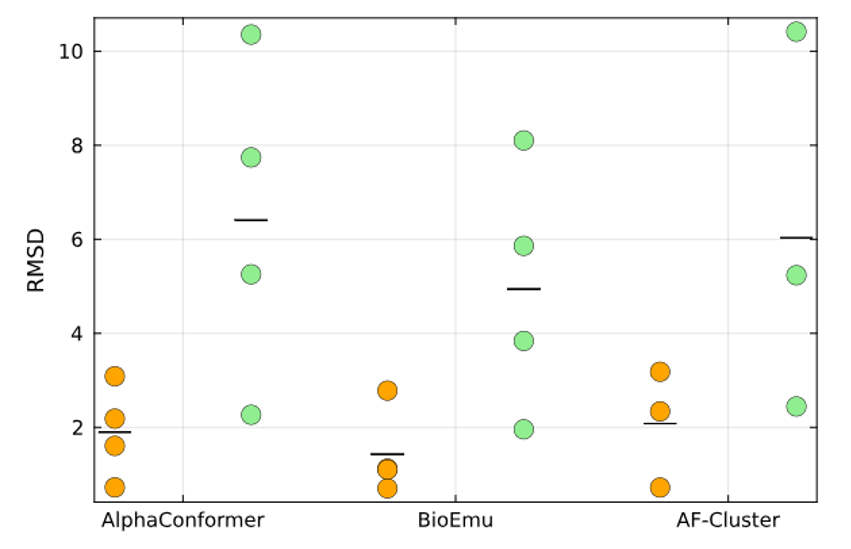 10
8
6
4
2
RMSD
AlphaConformer
BioEmu
AF-Cluster